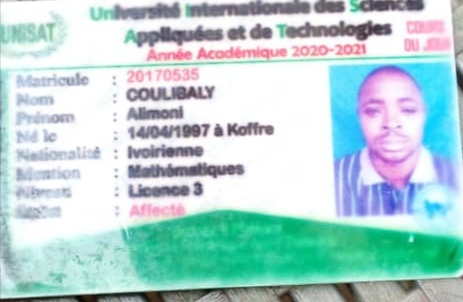 Université Internationale des Sciences
Appliquées et de Technologies
UNISAT
COURS
DU JOUR
Année Académique 2020-2021
Matricule : 20170535
Nom : COULIBALY
Prénom : Alimoni
Né le : 14/04/1997 à Koffre
Nationalité : Ivoirienne
Mention : Mathématiques
Niveau : Licence 3
: Affecté